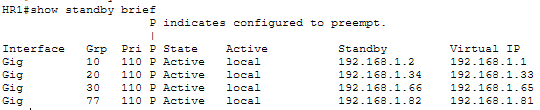 HR1#show standby brief
P indicates configured to preempt.
|
Interface Grp Pri P State Active Standby Virtual IP
Gig 10 110 P Active local 192.168.1.2 192.168.1.1
Gig 20 110 P Active local 192.168.1.34 192.168.1.33
Gig 30 110 P Active local 192.168.1.66 192.168.1.65
Gig 77 110 P Active local 192.168.1.82 192.168.1.81